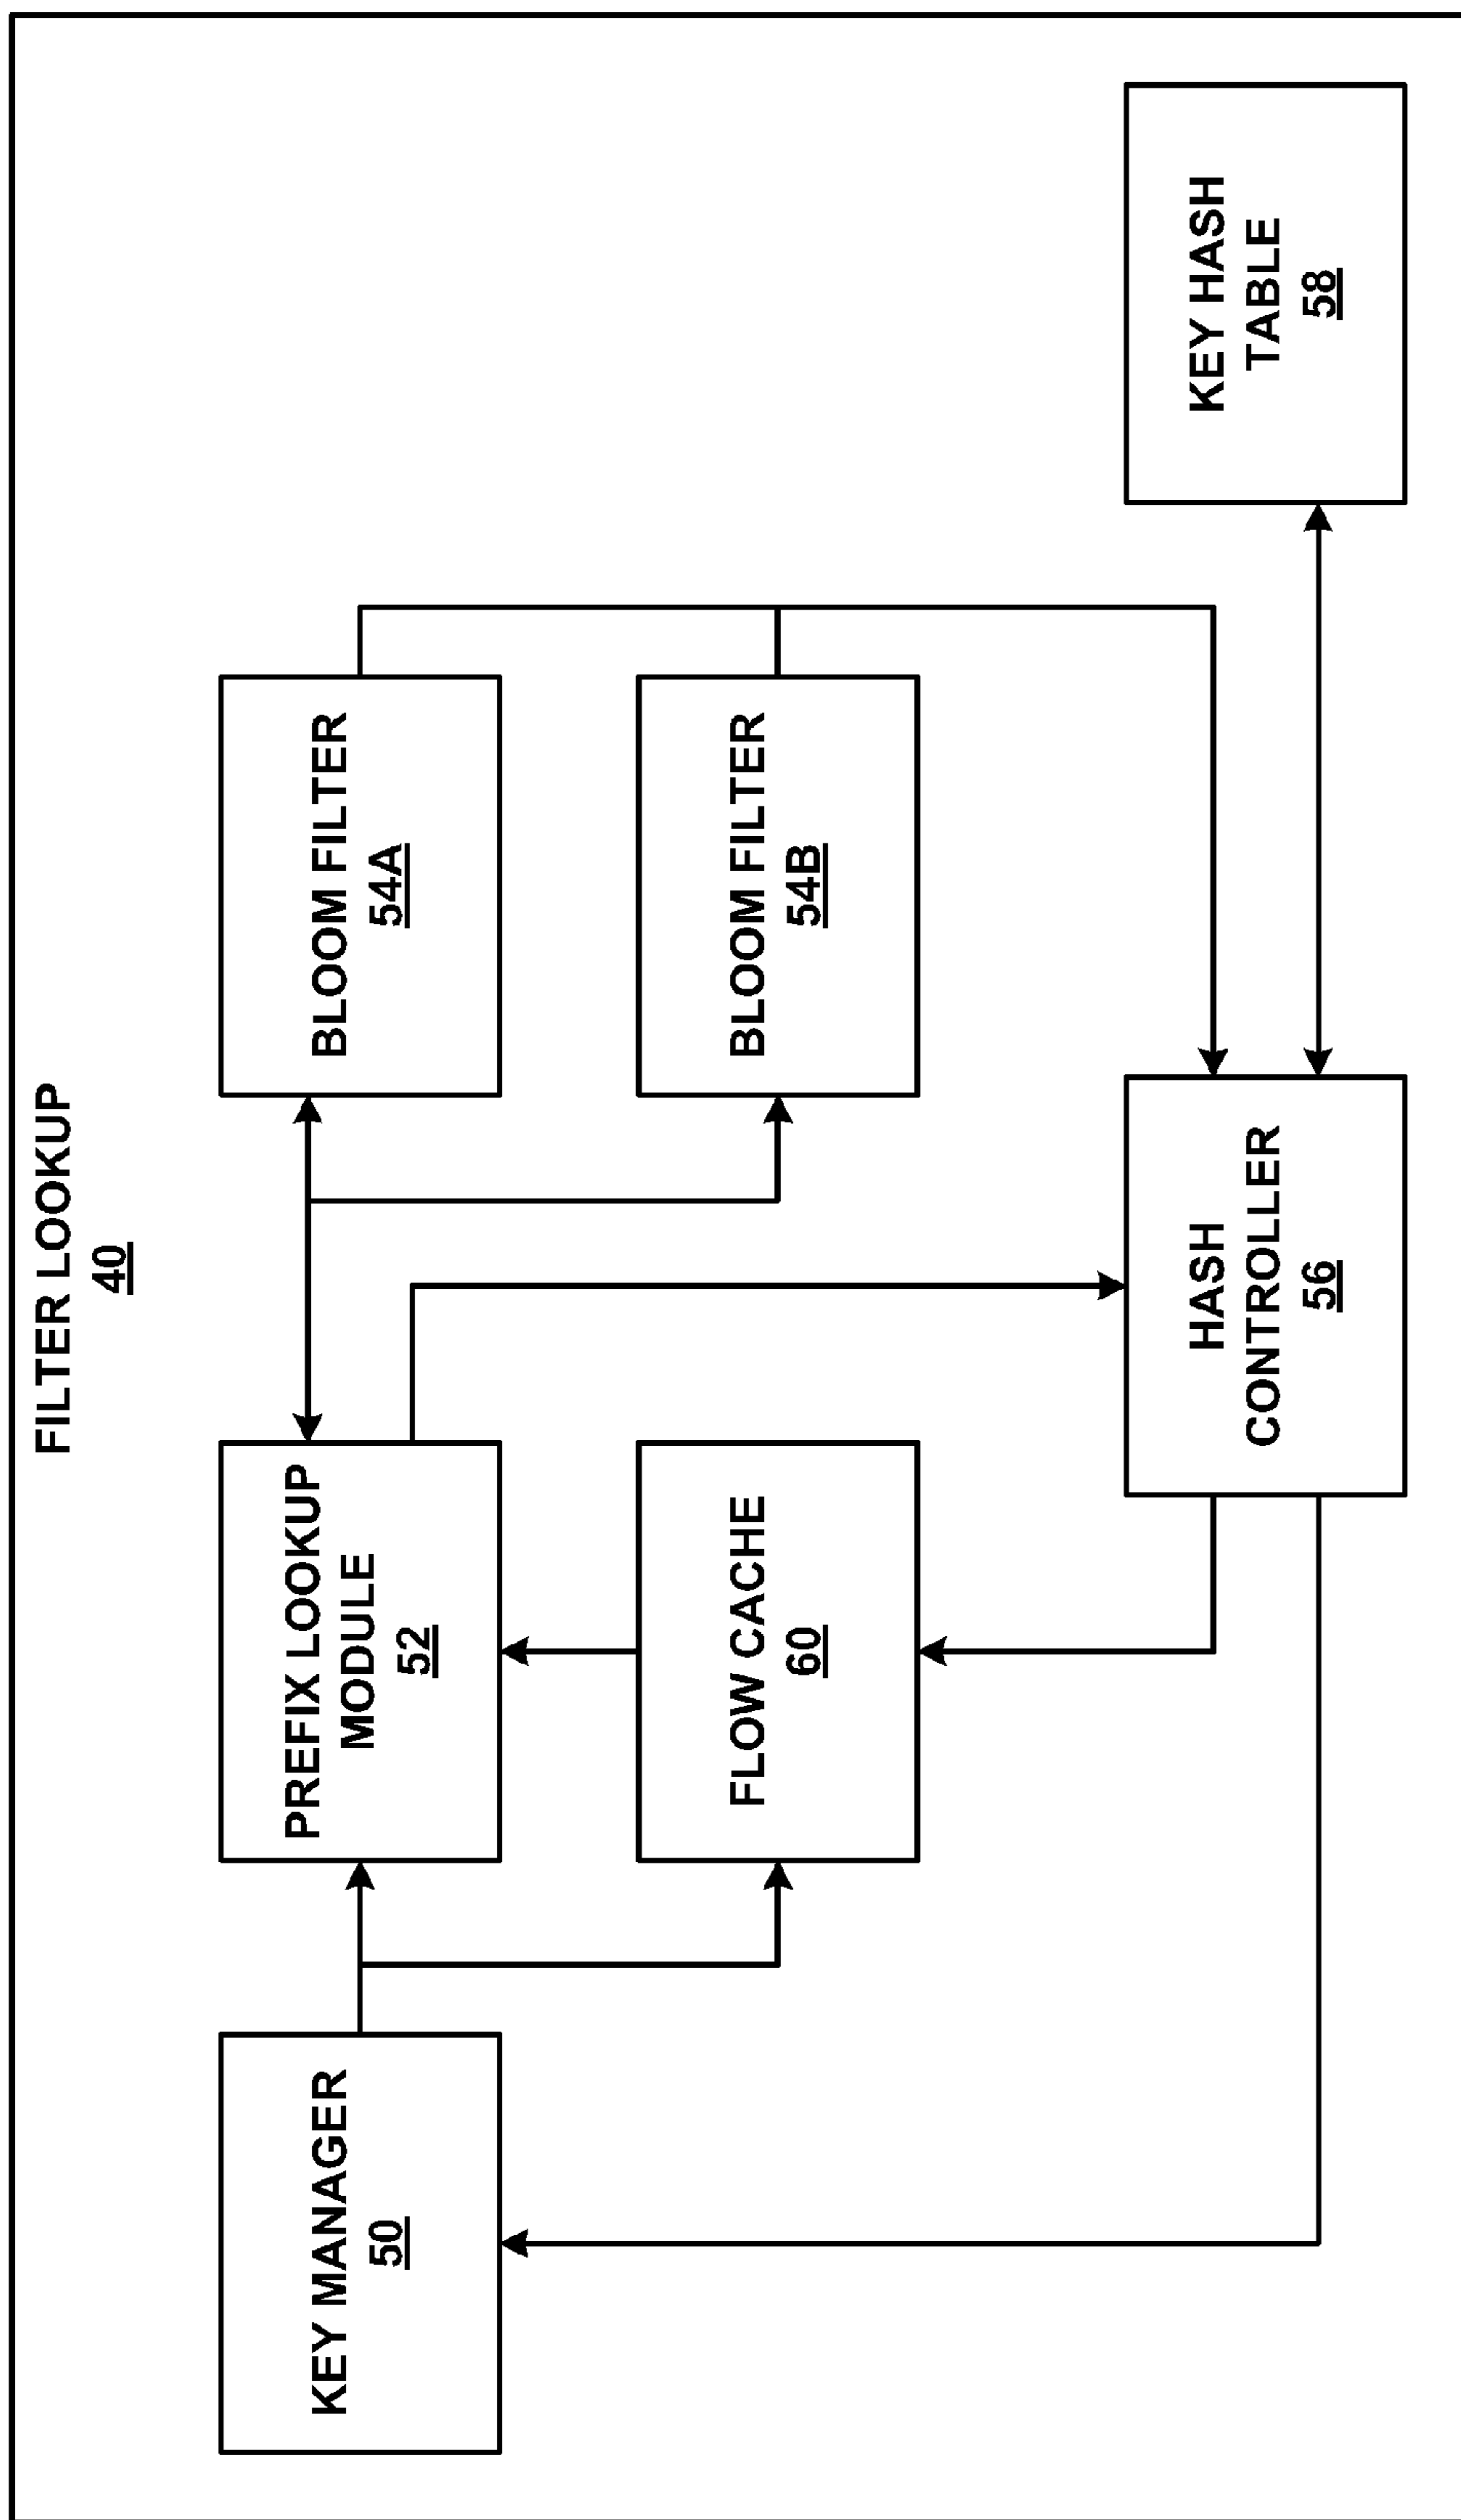 FILTER LOOKUP
40
KEY MANAGER
50
PREFIX LOOKUP
MODULE
52
BLOOM FILTER
54A
FLOW CACHE
60
BLOOM FILTER
54B
HASH
CONTROLLER
56
KEY HASH
TABLE
58